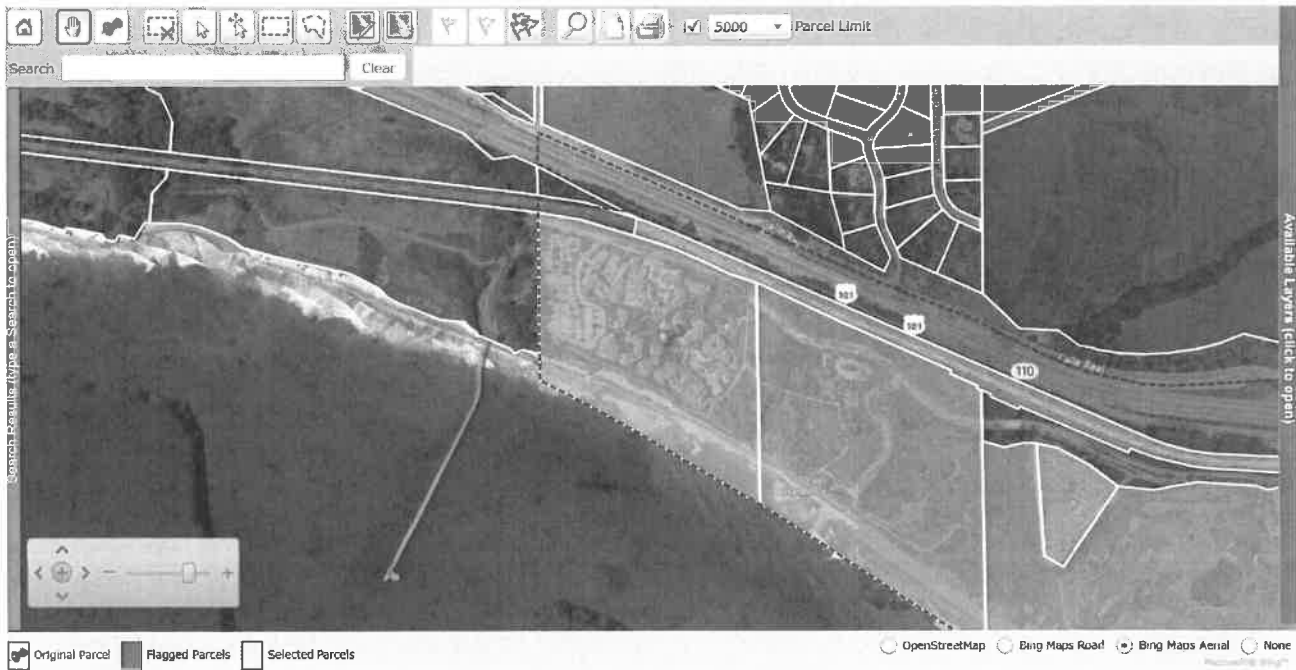 5000 Parcel Limit
Search Clear
Search Results (type a Search to open)
Available Layers (click to open)
101
101
110
Original Parcel Flagged Parcels Selected Parcels
OpenStreetMap Bing Maps Road Bing Maps Aerial None